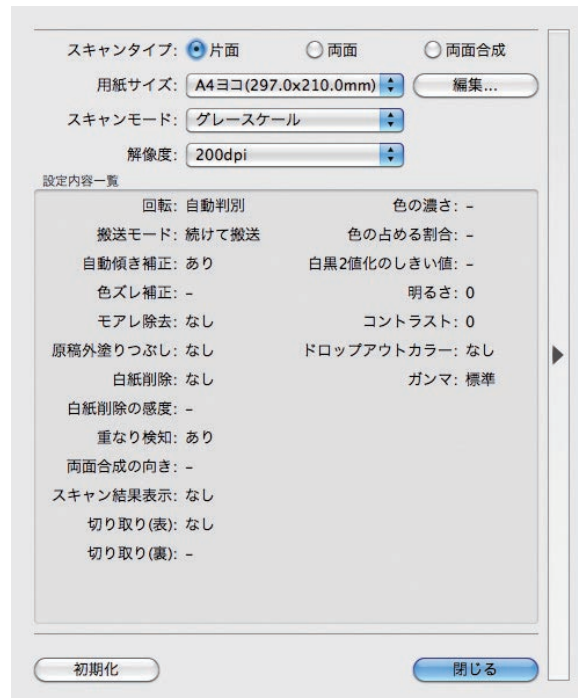 スキャンタイプ: 片面 両面 両面合成
用紙サイズ: A4ヨコ(297.0x210.0mm) 編集...
スキャンモード: グレースケール
解像度: 200dpi
設定内容一覧
回転: 自動判別 色の濃さ: –
搬送モード: 続けて搬送 色の占める割合: –
自動傾き補正: あり 白黒2値化のしきい値: –
色ズレ補正: – 明るさ: 0
モアレ除去: なし コントラスト: 0
原稿外塗りつぶし: なし ドロップアウトカラー: なし
白紙削除: なし ガンマ: 標準
白紙削除の感度: –
重なり検知: あり
両面合成の向き: –
スキャン結果表示: なし
切り取り(表): なし
切り取り(裏): –
初期化 閉じる